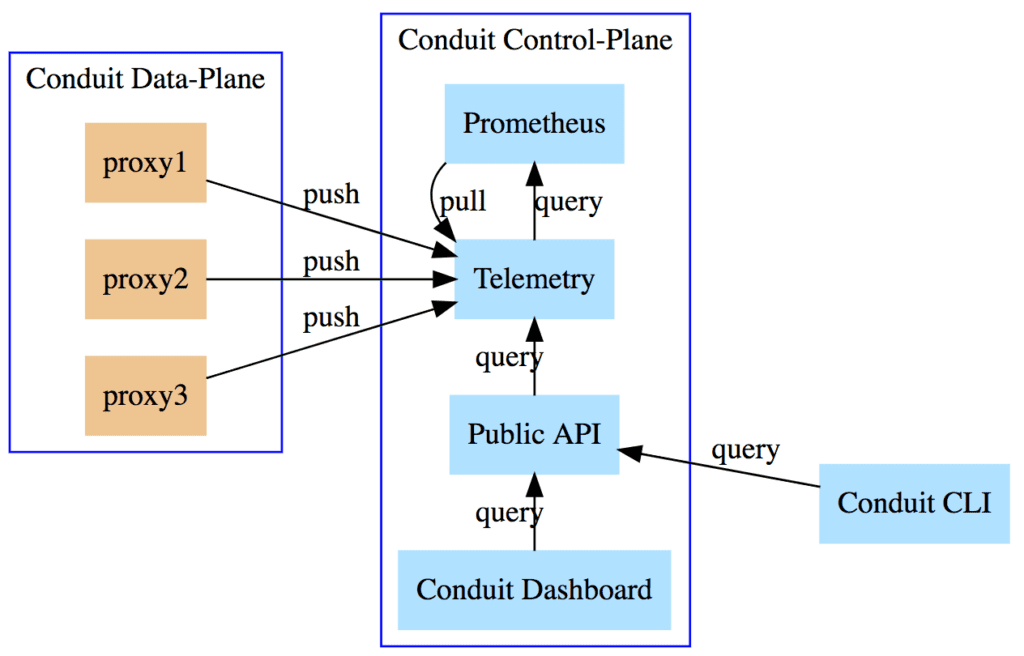 Conduit Data-Plane
proxy1
proxy2
proxy3
push
push
push
Conduit Control-Plane
Prometheus
pull
query
Telemetry
query
Public API
query
Conduit Dashboard
query
Conduit CLI